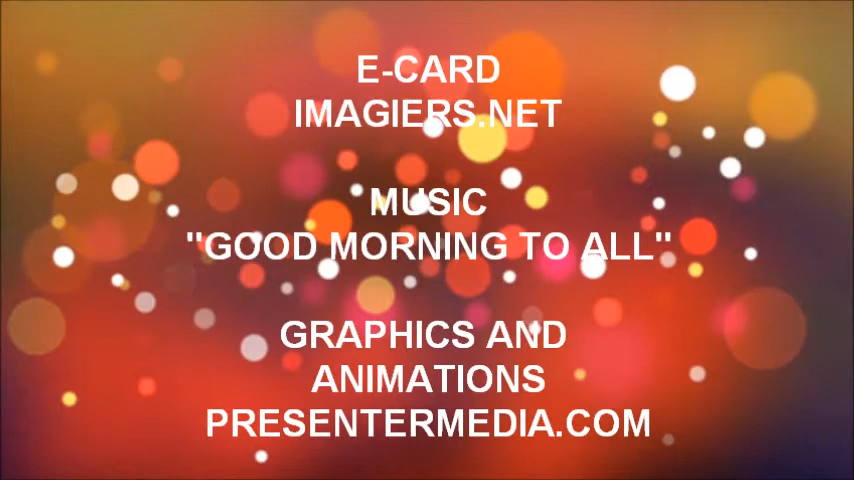 E-CARD
IMAGIERS.NET
MUSIC
"GOOD MORNING TO ALL"
GRAPHICS AND
ANIMATIONS
PRESENTERMEDIA.COM